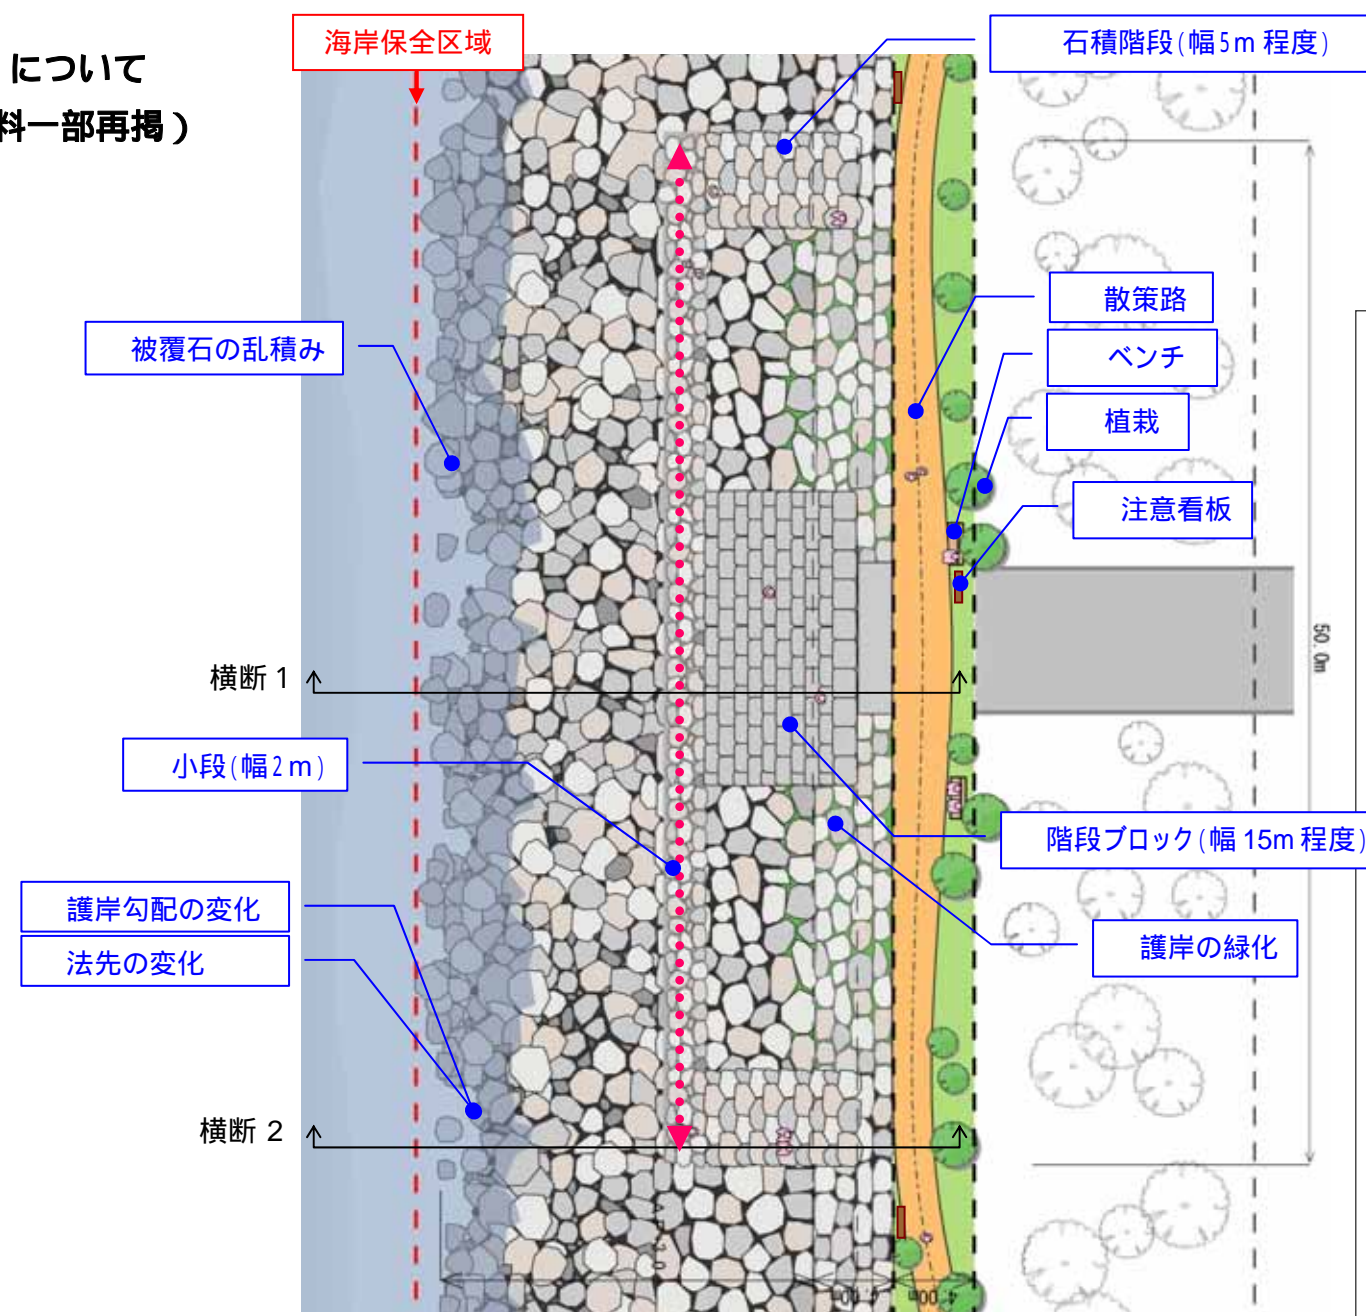 について
料一部再掲）
海岸保全区域
石積階段(幅5m 程度)
散策路
ベンチ
植栽
注意看板
被覆石の乱積み
50.0m
横断 1
小段(幅2m)
階段ブロック(幅 15m 程度)
護岸の緑化
護岸勾配の変化
法先の変化
横断 2